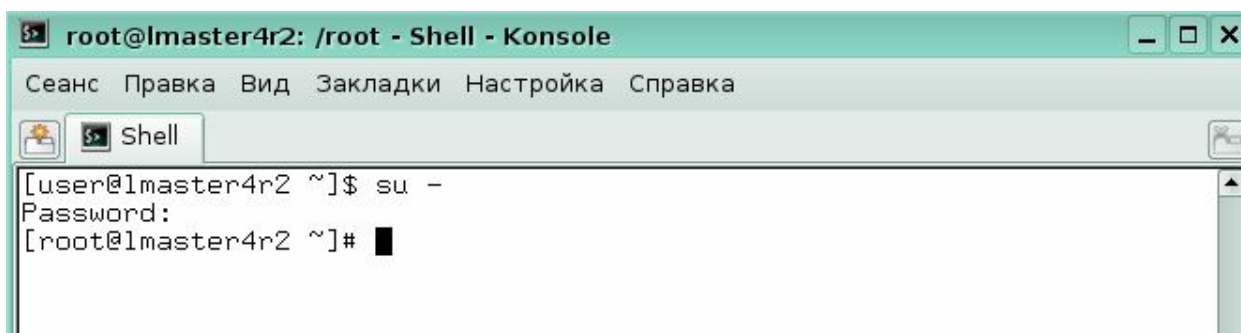 root@lmaster4r2: /root - Shell - Konsole
Сеанс Правка Вид Закладки Настройка Справка
Shell
[user@lmaster4r2 ~]$ su -
Password:
[root@lmaster4r2 ~]#